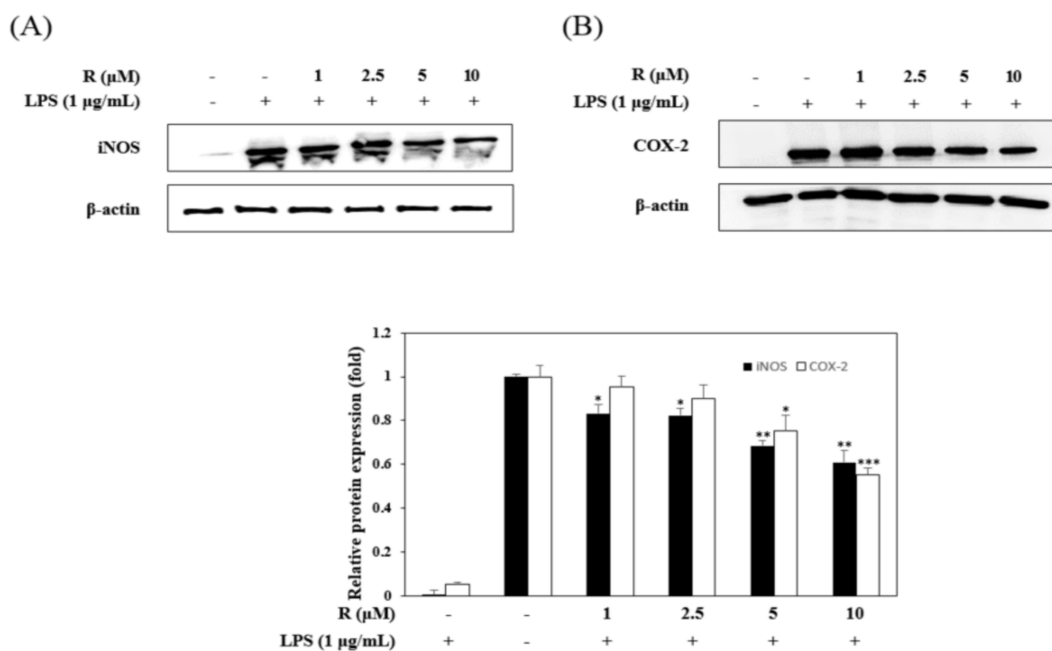 (A)
R (μM) - - 1 2.5 5 10
LPS (1 μg/mL) - + + + + +
iNOS
β-actin
(B)
R (μM) - - 1 2.5 5 10
LPS (1 μg/mL) - + + + + +
COX-2
β-actin
Relative protein expression (fold)
1.2
1
0.8
0.6
0.4
0.2
0
iNOS COX-2
* * ** * ** ***
R (μM) - - 1 2.5 5 10
LPS (1 μg/mL) + - + + + +